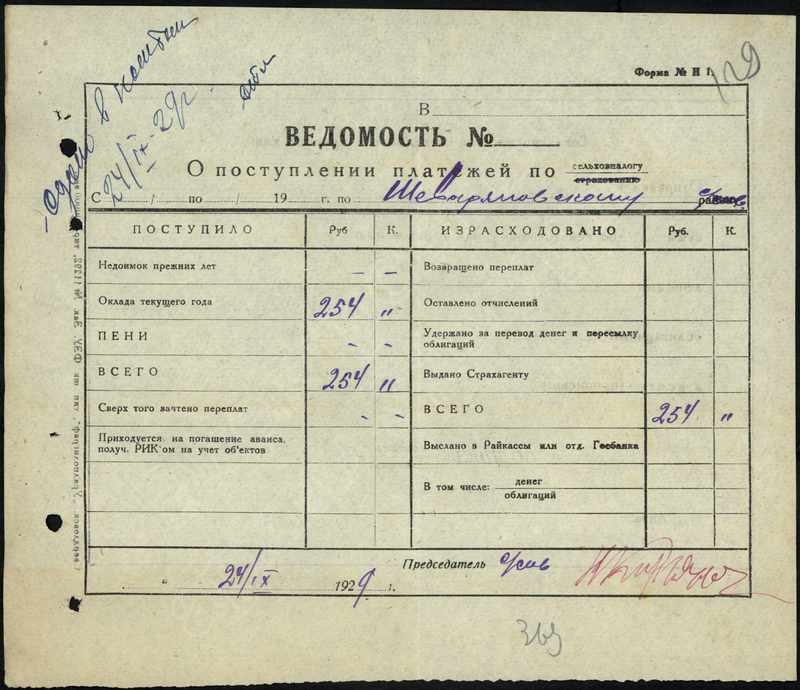 Форма № Н 1.
129
24/IX-29г.
В
ВЕДОМОСТЬ №
О поступлении платежей по сельхозналогу
страхованию
С / по / 19 г. по
ПОСТУПИЛО Руб К. ИЗРАСХОДОВАНО Руб. К.
Недоимок прежних лет — — Возвращено переплат
Оклада текущего года 254 „ Оставлено отчислений
ПЕНИ - - Удержано за перевод денег и пересылку
облигаций
ВСЕГО 254 „ Выдано Страхагенту
Сверх того зачтено переплат - - ВСЕГО 254 „
Приходуется на погашение аванса, Выслано в Райкассы или отд. Госбанка
получ. РИК'ом на учет об'ектов
В том числе: денег
облигаций
„ 24/IX 1929 г. Председатель с/сов
363